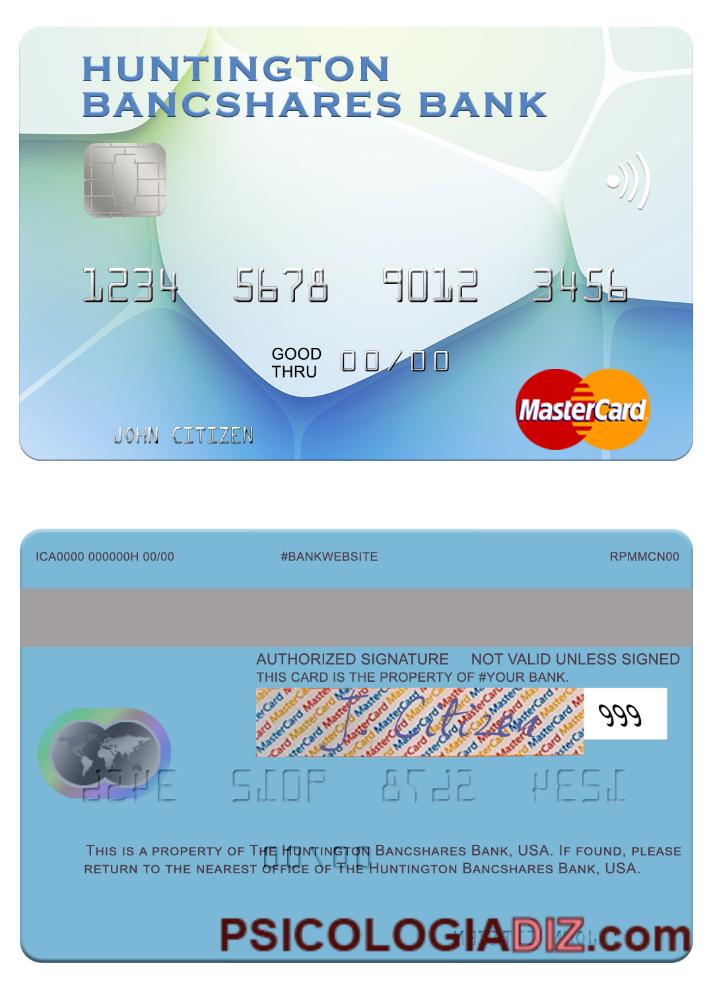 HUNTINGTON
BANCSHARES BANK
1234 5678 9012 3456
GOOD
THRU 00/00
MasterCard
JOHN CITIZEN
ICA0000 000000H 00/00 #BANKWEBSITE RPMMCN00
AUTHORIZED SIGNATURE NOT VALID UNLESS SIGNED
THIS CARD IS THE PROPERTY OF #YOUR BANK.
J. Citizen 999
THIS IS A PROPERTY OF THE HUNTINGTON BANCSHARES BANK, USA. IF FOUND, PLEASE
RETURN TO THE NEAREST OFFICE OF THE HUNTINGTON BANCSHARES BANK, USA.
PSICOLOGIADIZ.com